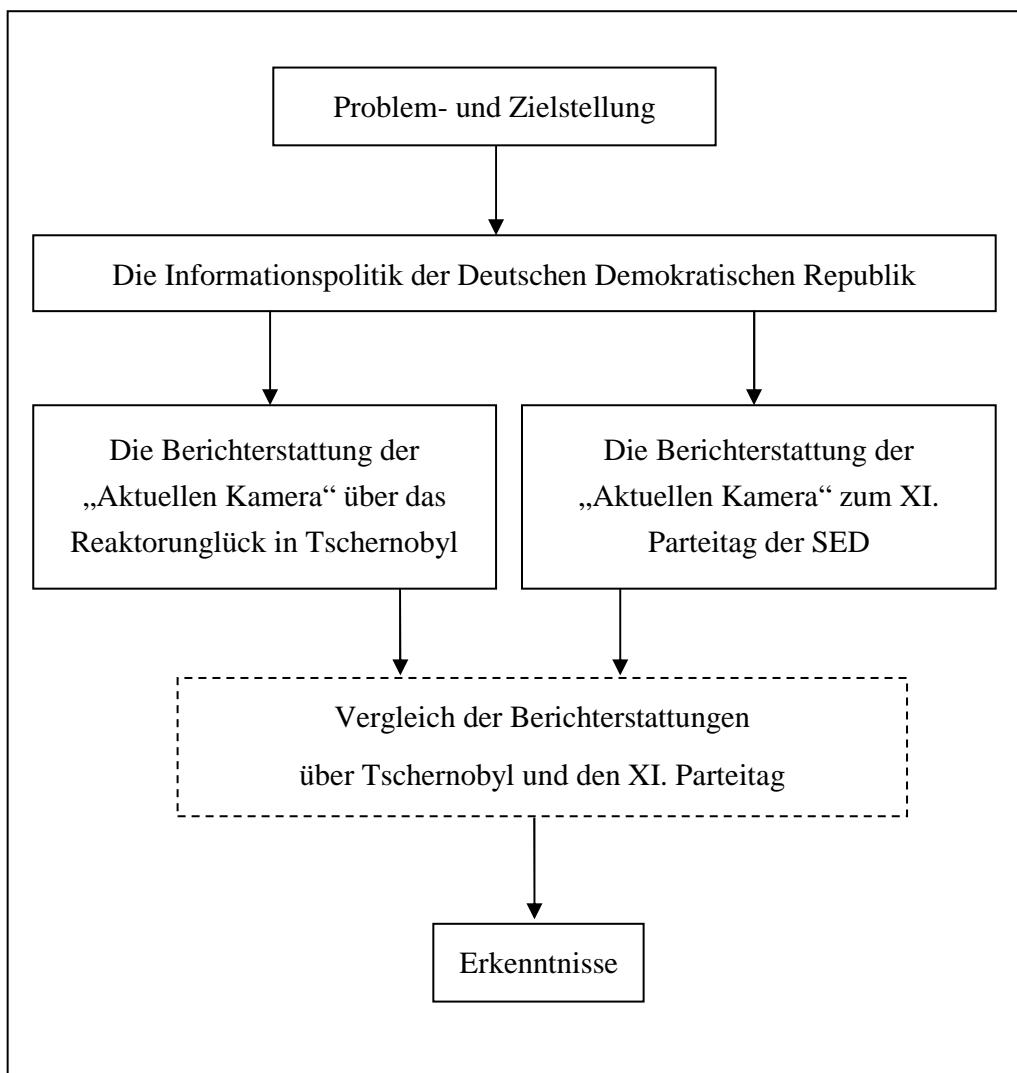 Problem- und Zielstellung
Die Informationspolitik der Deutschen Demokratischen Republik
Die Berichterstattung der
„Aktuellen Kamera“ über das
Reaktorunglück in Tschernobyl
Die Berichterstattung der
„Aktuellen Kamera“ zum XI.
Parteitag der SED
Vergleich der Berichterstattungen
über Tschernobyl und den XI. Parteitag
Erkenntnisse